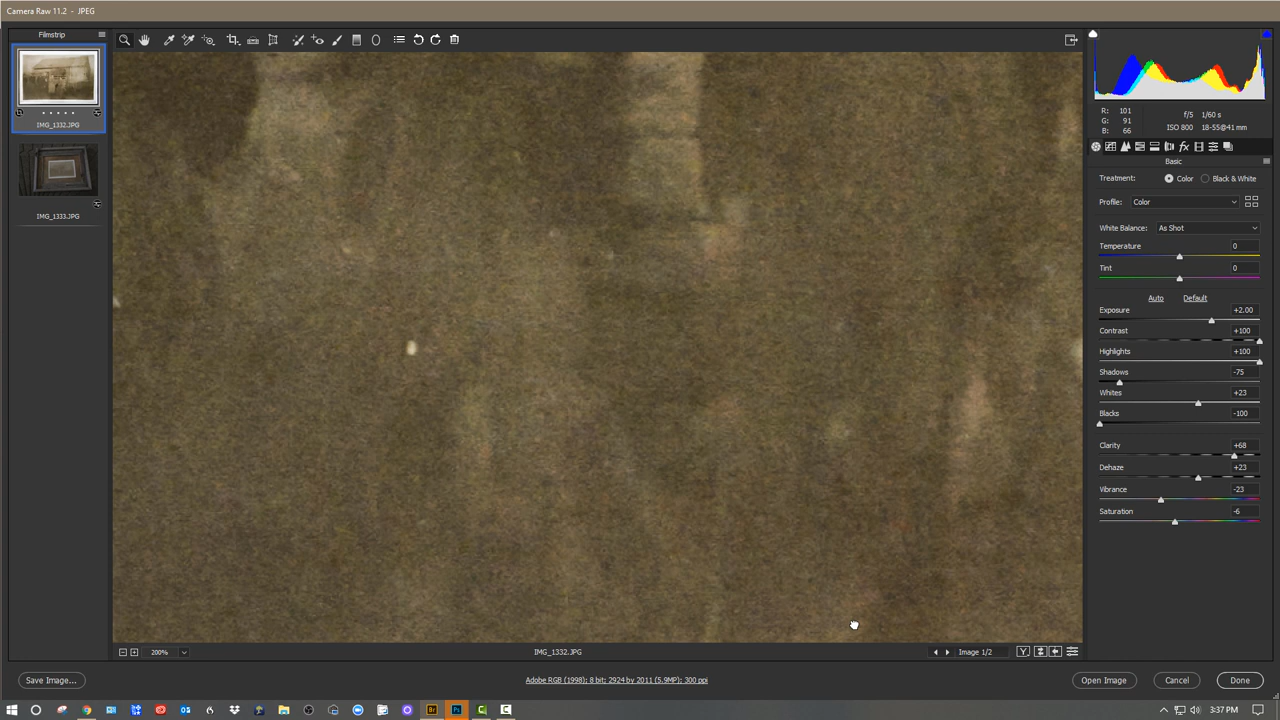 Camera Raw 11.2 - JPEG
Filmstrip
IMG_1332.JPG
IMG_1333.JPG
R: 101
G: 91
B: 66
f/5 1/60 s
ISO 800 18-55@41 mm
Basic
Treatment: Color Black & White
Profile: Color
White Balance: As Shot
Temperature 0
Tint 0
Auto Default
Exposure +2.00
Contrast +100
Highlights +100
Shadows -75
Whites +23
Blacks -100
Clarity +68
Dehaze +23
Vibrance -23
Saturation -6
200% IMG_1332.JPG Image 1/2 Y
Save Image... Adobe RGB (1998); 8 bit; 2924 by 2011 (5.9MP); 300 ppi Open Image Cancel Done
Br Ps 3:37 PM